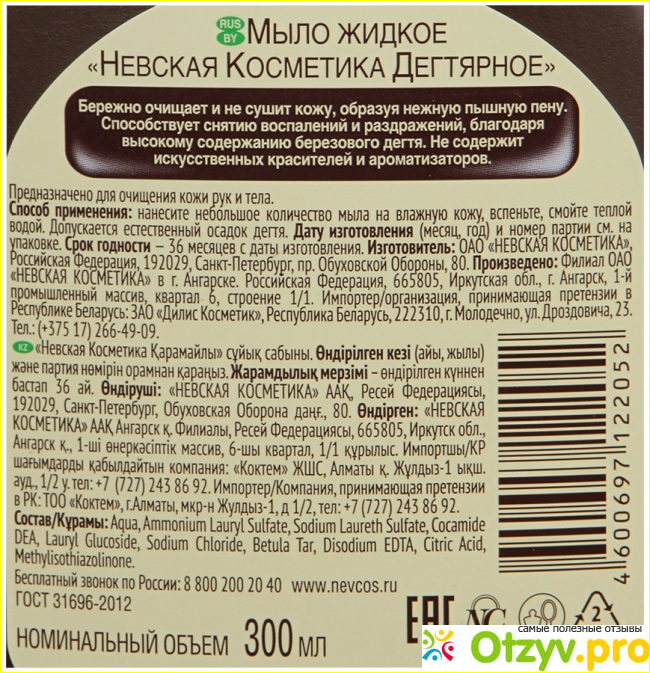 RUS
BY
МЫЛО ЖИДКОЕ
«НЕВСКАЯ КОСМЕТИКА ДЕГТЯРНОЕ»
Бережно очищает и не сушит кожу, образуя нежную пышную пену.
Способствует снятию воспалений и раздражений, благодаря
высокому содержанию березового дегтя. Не содержит
искусственных красителей и ароматизаторов.
Предназначено для очищения кожи рук и тела.
Способ применения: нанесите небольшое количество мыла на влажную кожу, вспеньте, смойте теплой
водой. Допускается естественный осадок дегтя. Дату изготовления (месяц, год) и номер партии см. на
упаковке. Срок годности – 36 месяцев с даты изготовления. Изготовитель: ОАО «НЕВСКАЯ КОСМЕТИКА»,
Российская Федерация, 192029, Санкт-Петербург, пр. Обуховской Обороны, 80. Произведено: Филиал ОАО
«НЕВСКАЯ КОСМЕТИКА» в г. Ангарске. Российская Федерация, 665805, Иркутская обл., г. Ангарск, 1-й
промышленный массив, квартал 6, строение 1/1. Импортер/организация, принимающая претензии в
Республике Беларусь: ЗАО «Дилис Косметик», Республика Беларусь, 222310, г. Молодечно, ул. Дроздовича, 23.
Тел.: (+375 17) 266-49-09.
KZ «Невская Косметика Қарамайлы» сұйық сабыны. Өндірілген кезі (айы, жылы)
және партия нөмірін орамнан қараңыз. Жарамдылық мерзімі – өндірілген күннен
бастап 36 ай. Өндіруші: «НЕВСКАЯ КОСМЕТИКА» ААҚ, Ресей Федерациясы,
192029, Санкт-Петербург, Обуховская Оборона даңғ., 80. Өндірген: «НЕВСКАЯ
КОСМЕТИКА» ААҚ Ангарск қ. Филиалы, Ресей Федерациясы, 665805, Иркутск обл.,
Ангарск қ., 1-ші өнеркәсіптік массив, 6-шы квартал, 1/1 құрылыс. Импортшы/ҚР
шағымдарды қабылдайтын компания: «Коктем» ЖШС, Алматы қ. Жұлдыз-1 ықш.
ауд., 1/2 ү. тел: +7 (727) 243 86 92. Импортер/Компания, принимающая претензии
в РК: ТОО «Коктем», г.Алматы, мкр-н Жулдыз-1, д 1/2, тел: +7 (727) 243 86 92.
Состав/Құрамы: Aqua, Ammonium Lauryl Sulfate, Sodium Laureth Sulfate, Cocamide
DEA, Lauryl Glucoside, Sodium Chloride, Betula Tar, Disodium EDTA, Citric Acid,
Methylisothiazolinone.
Бесплатный звонок по России: 8 800 200 20 40 www.nevcos.ru
ГОСТ 31696-2012
НОМИНАЛЬНЫЙ ОБЪЕМ 300 МЛ
4 600697 122052
EAC
2
самые полезные отзывы
Otzyv.pro